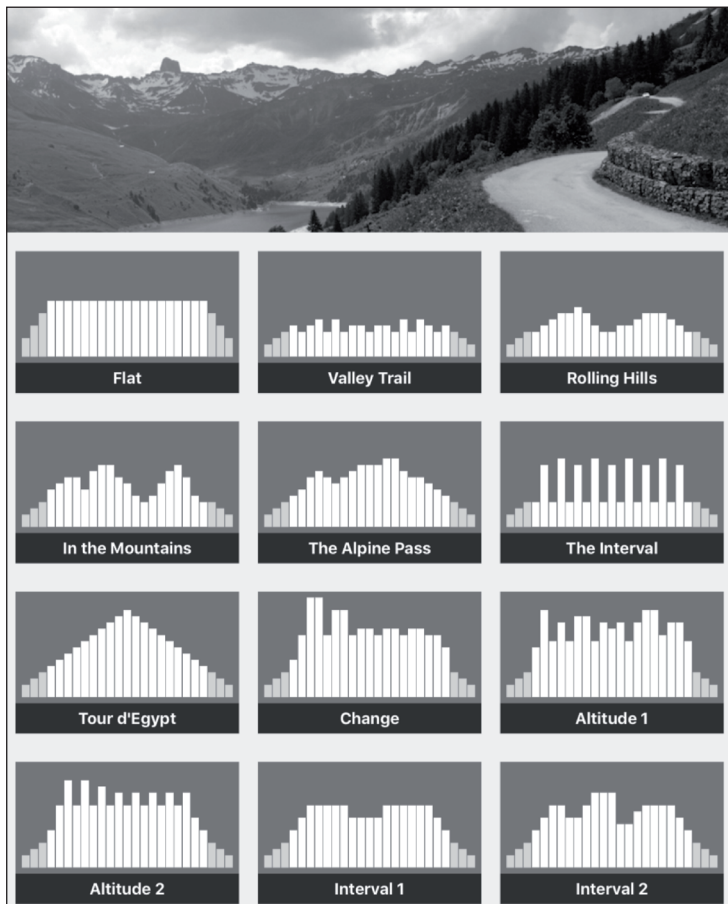 Flat
Valley Trail
Rolling Hills
In the Mountains
The Alpine Pass
The Interval
Tour d'Egypt
Change
Altitude 1
Altitude 2
Interval 1
Interval 2